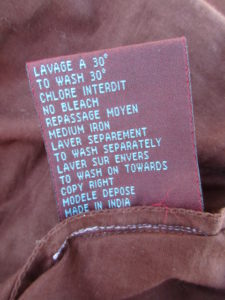 LAVAGE A 30°
TO WASH 30°
CHLORE INTERDIT
NO BLEACH
REPASSAGE MOYEN
MEDIUM IRON
LAVER SEPAREMENT
TO WASH SEPARATELY
LAVER SUR ENVERS
TO WASH ON TOWARDS
COPY RIGHT
MODELE DEPOSE
MADE IN INDIA